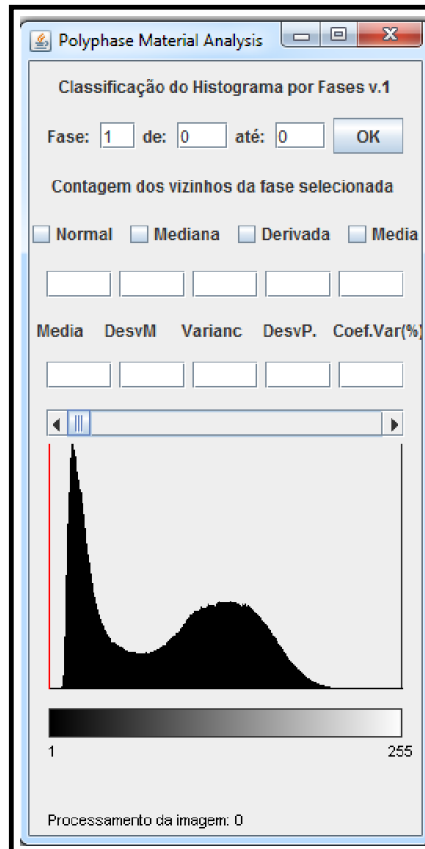 Polyphase Material Analysis
Classificação do Histograma por Fases v.1
Fase: 1 de: 0 até: 0 OK
Contagem dos vizinhos da fase selecionada
Normal Mediana Derivada Media
Media DesvM Varianc DesvP. Coef.Var(%)
1 255
Processamento da imagem: 0